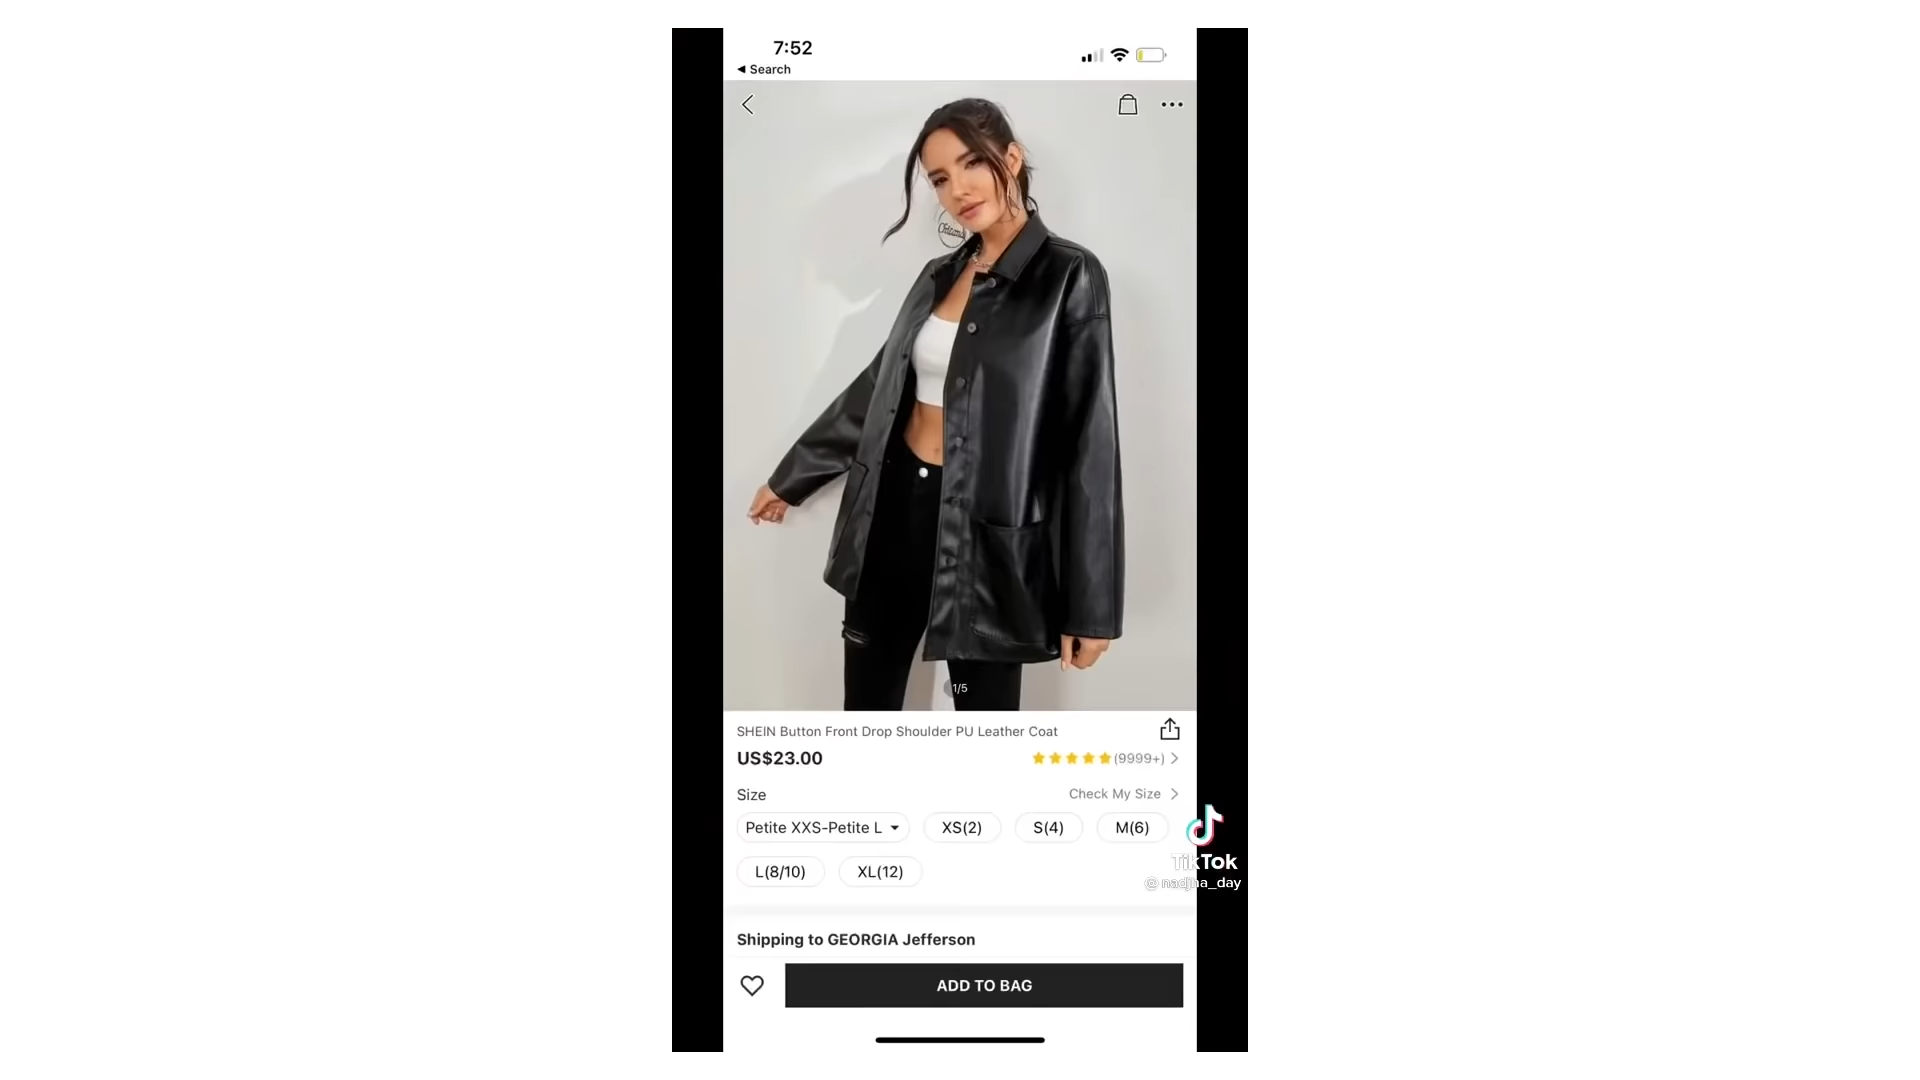 7:52
Search
1/5
SHEIN Button Front Drop Shoulder PU Leather Coat
US$23.00
(9999+)
Size
Check My Size
Petite XXS-Petite L
XS(2)
S(4)
M(6)
L(8/10)
XL(12)
TikTok
@nadjha_day
Shipping to GEORGIA Jefferson
ADD TO BAG